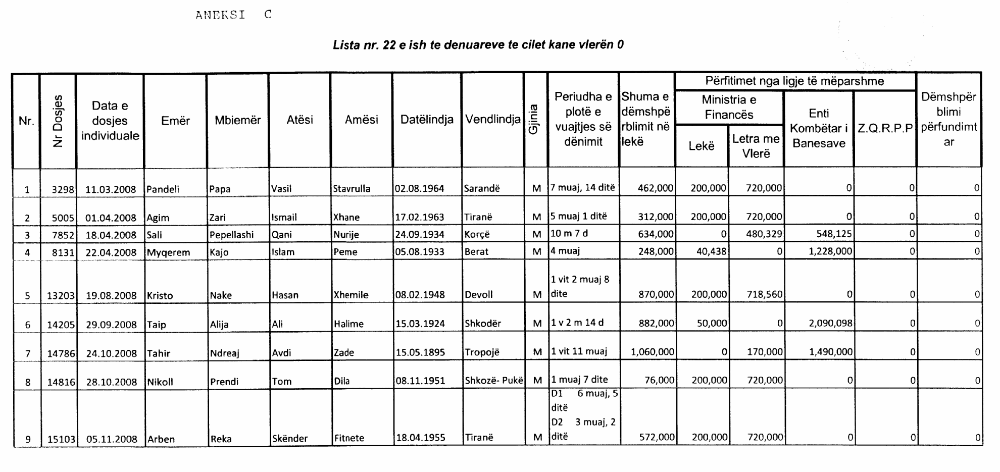 ANEKSI C
Lista nr. 22 e ish te denuareve te cilet kane vlerën 0
Nr. Nr Dosjes Data e dosjes individuale Emër Mbiemër Atësi Amësi Datëlindja Vendlindja Gjinia Periudha e plotë e vuajtjes së dënimit Shuma e dëmshpë rblimit në lekë Përfitimet nga ligje të mëparshme Ministria e Financës Lekë Letra me Vlerë Enti Kombëtar i Banesave Z.Q.R.P.P Dëmshpër blimi përfundimt ar
1 3298 11.03.2008 Pandeli Papa Vasil Stavrulla 02.08.1964 Sarandë M 7 muaj, 14 ditë 462,000 200,000 720,000 0 0 0
2 5005 01.04.2008 Agim Zari Ismail Xhane 17.02.1963 Tiranë M 5 muaj 1 ditë 312,000 200,000 720,000 0 0 0
3 7852 18.04.2008 Sali Pepellashi Qani Nurije 24.09.1934 Korçë M 10 m 7 d 634,000 0 480,329 548,125 0 0
4 8131 22.04.2008 Myqerem Kajo Islam Peme 05.08.1933 Berat M 4 muaj 248,000 40,438 0 1,228,000 0 0
5 13203 19.08.2008 Kristo Nake Hasan Xhemile 08.02.1948 Devoll M 1 vit 2 muaj 8 dite 870,000 200,000 718,560 0 0 0
6 14205 29.09.2008 Taip Alija Ali Halime 15.03.1924 Shkodër M 1 v 2 m 14 d 882,000 50,000 0 2,090,098 0 0
7 14786 24.10.2008 Tahir Ndreaj Avdi Zade 15.05.1895 Tropojë M 1 vit 11 muaj 1,060,000 0 170,000 1,490,000 0 0
8 14816 28.10.2008 Nikoll Prendi Tom Dila 08.11.1951 Shkozë- Pukë M 1 muaj 7 dite 76,000 200,000 720,000 0 0 0
9 15103 05.11.2008 Arben Reka Skënder Fitnete 18.04.1955 Tiranë M D1 6 muaj, 5 ditë D2 3 muaj, 2 ditë 572,000 200,000 720,000 0 0 0